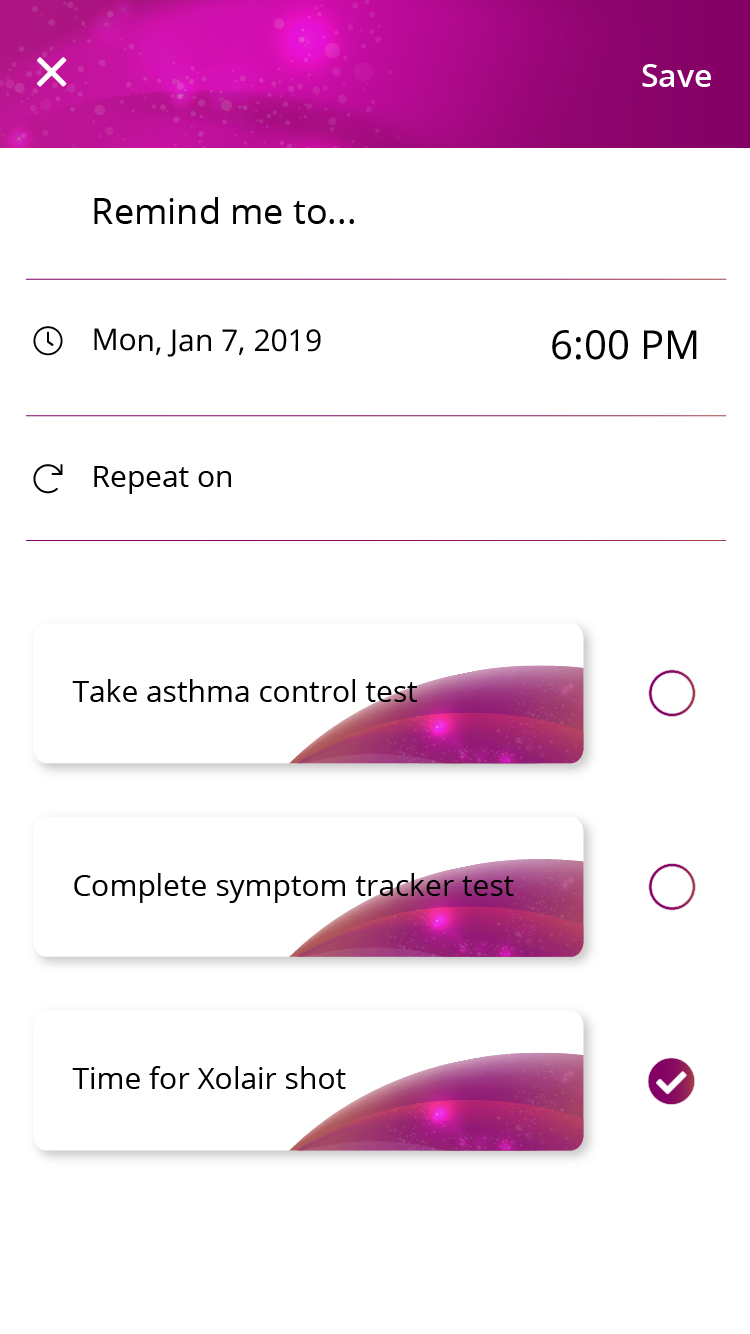 Save
Remind me to...
Mon, Jan 7, 2019
6:00 PM
Repeat on
Take asthma control test
Complete symptom tracker test
Time for Xolair shot